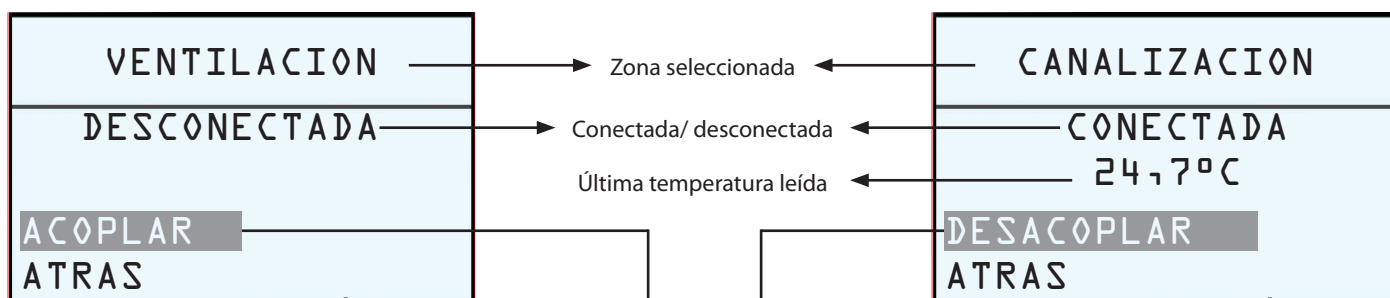 VENTILACION
DESCONECTADA
ACOPLAR
ATRAS
Zona seleccionada
Conectada/ desconectada
Última temperatura leída
CANALIZACION
CONECTADA
24,7ºC
DESACOPLAR
ATRAS